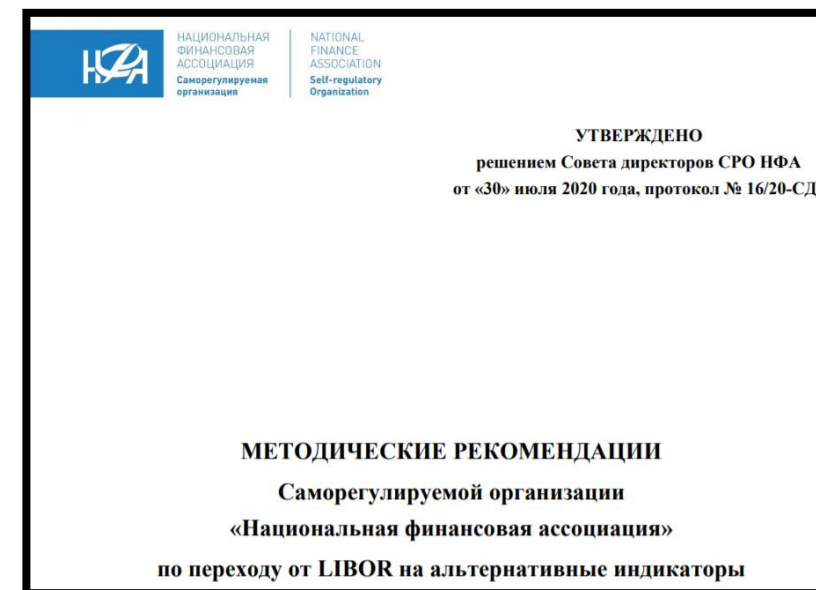 НФА
НАЦИОНАЛЬНАЯ
ФИНАНСОВАЯ
АССОЦИАЦИЯ
Саморегулируемая
организация
NATIONAL
FINANCE
ASSOCIATION
Self-regulatory
Organization
УТВЕРЖДЕНО
решением Совета директоров СРО НФА
от «30» июля 2020 года, протокол № 16/20-СД
МЕТОДИЧЕСКИЕ РЕКОМЕНДАЦИИ
Саморегулируемой организации
«Национальная финансовая ассоциация»
по переходу от LIBOR на альтернативные индикаторы